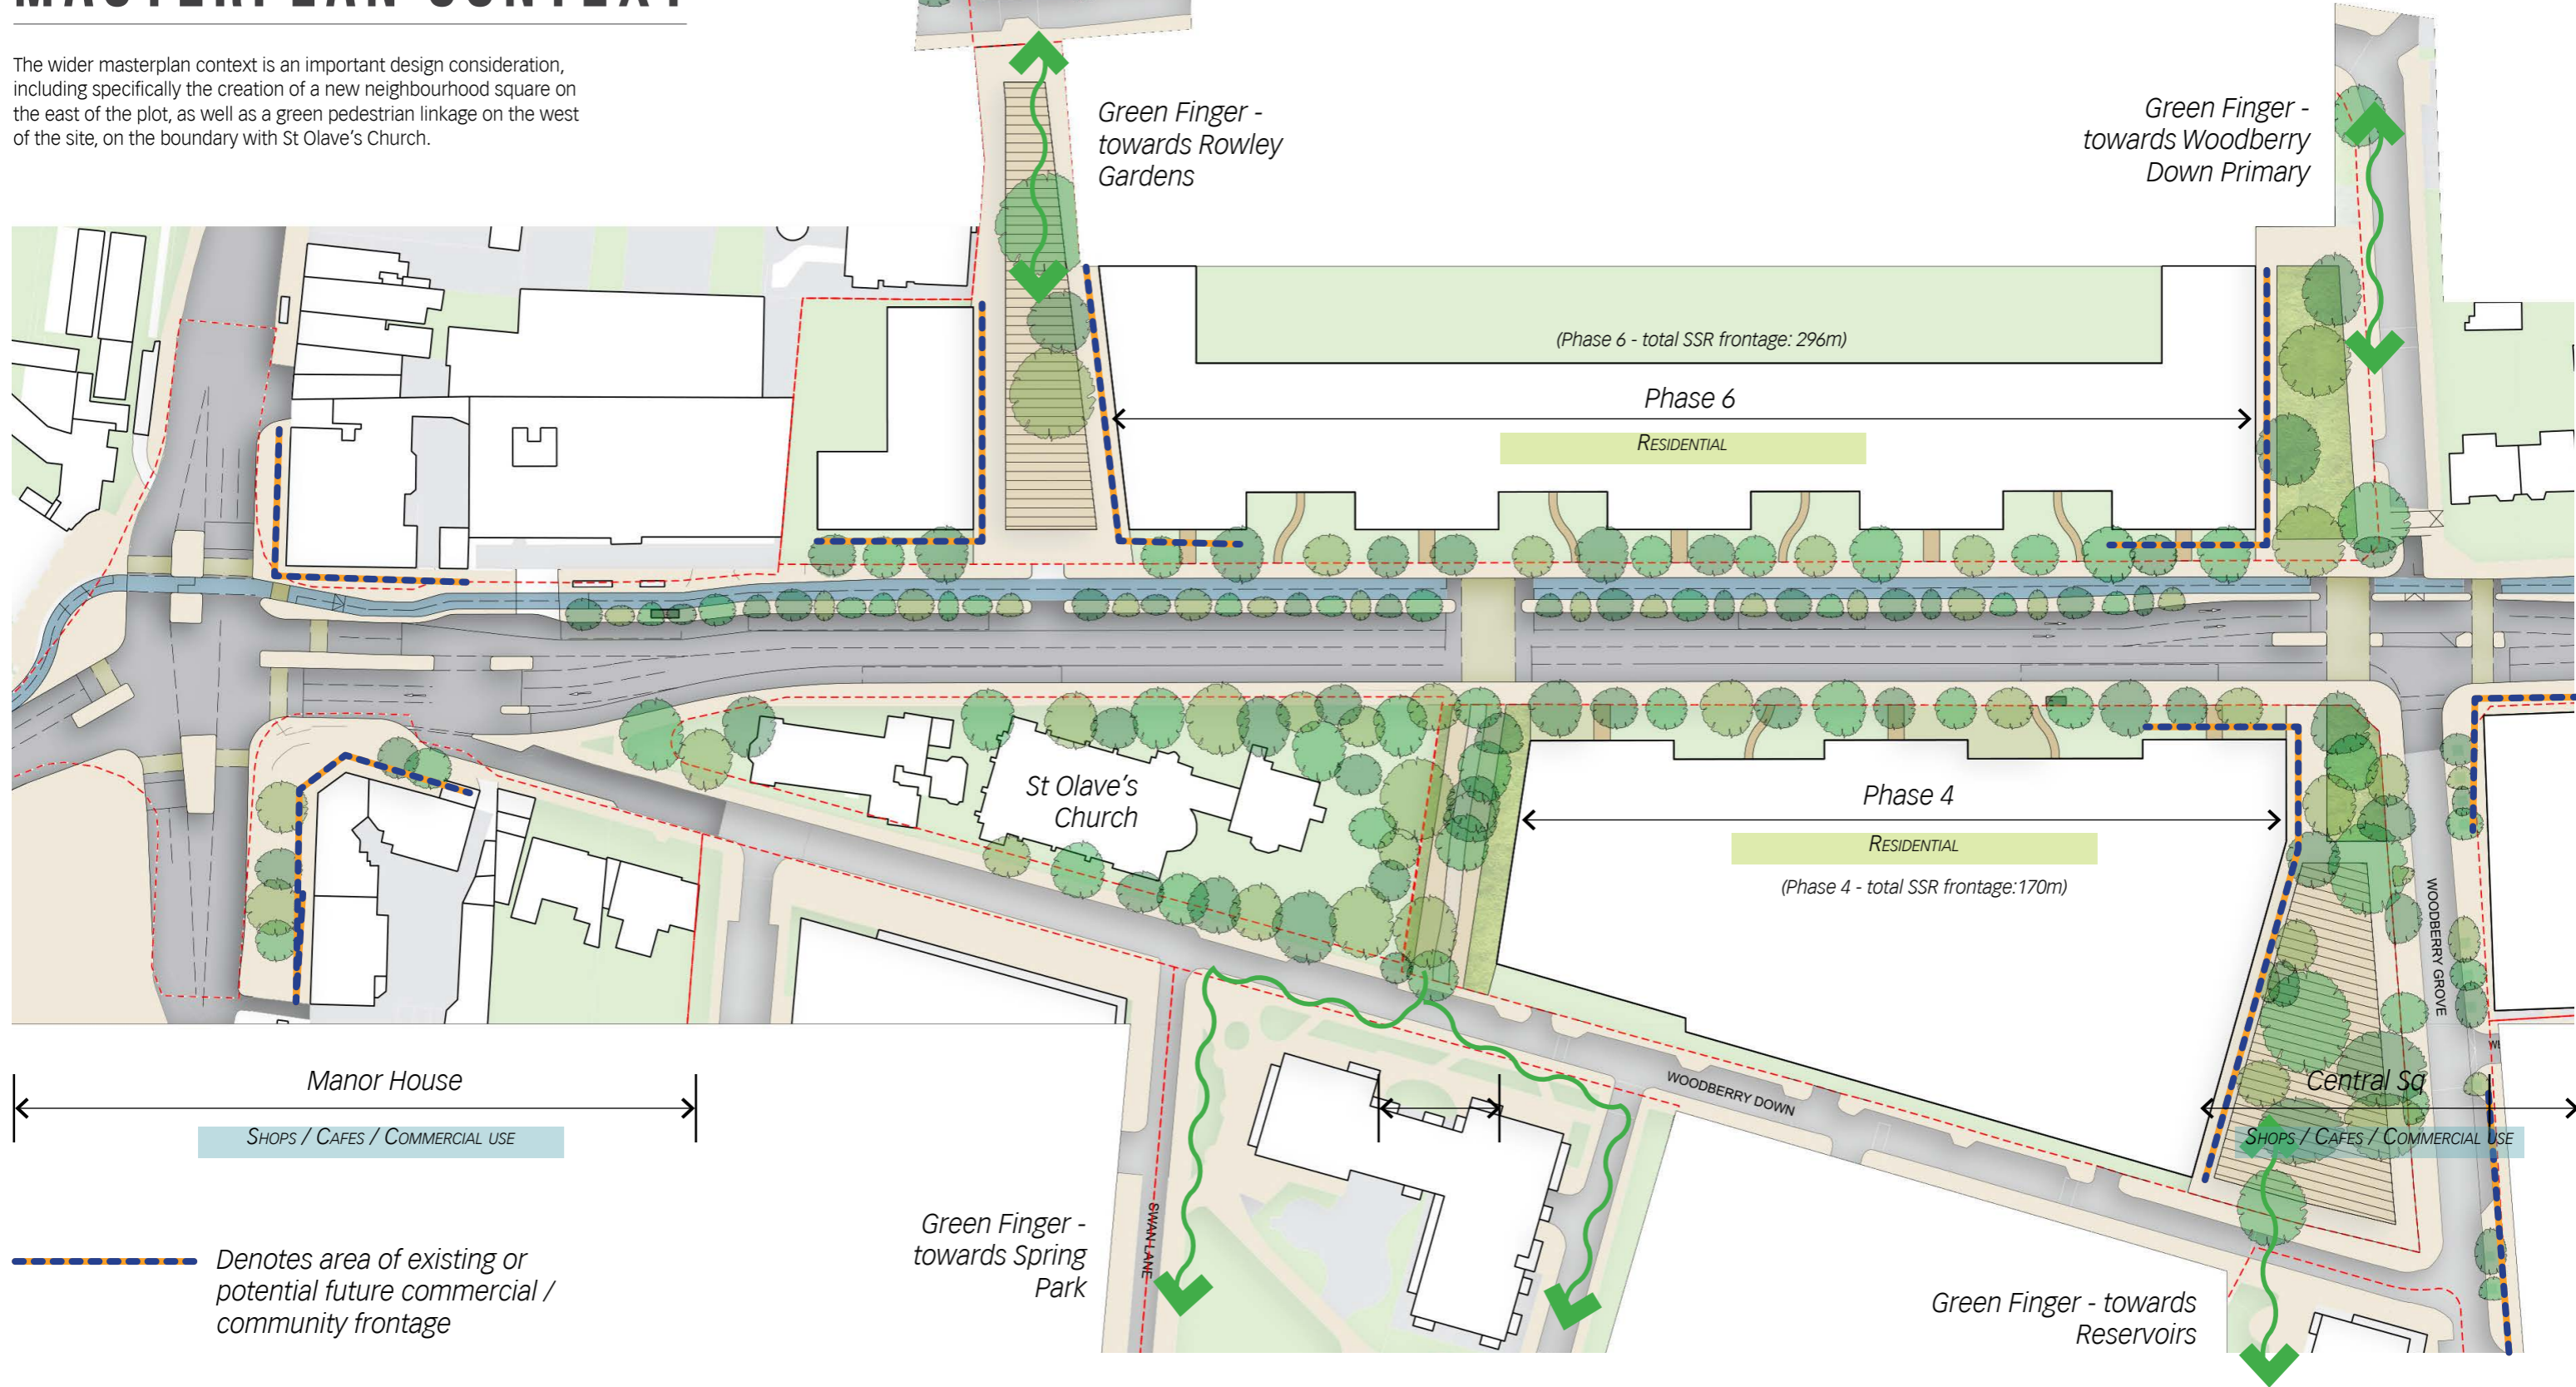 MASTERPLAN CONTEXT
The wider masterplan context is an important design consideration,
including specifically the creation of a new neighbourhood square on
the east of the plot, as well as a green pedestrian linkage on the west
of the site, on the boundary with St Olave's Church.
Green Finger -
towards Rowley
Gardens
Green Finger -
towards Woodberry
Down Primary
(Phase 6 - total SSR frontage: 296m)
Phase 6
RESIDENTIAL
St Olave's
Church
Phase 4
RESIDENTIAL
(Phase 4 - total SSR frontage:170m)
WOODBERRY GROVE
WOODBERRY DOWN
SWAN LANE
Manor House
SHOPS / CAFES / COMMERCIAL USE
Central Sq
SHOPS / CAFES / COMMERCIAL USE
Denotes area of existing or
potential future commercial /
community frontage
Green Finger -
towards Spring
Park
Green Finger - towards
Reservoirs